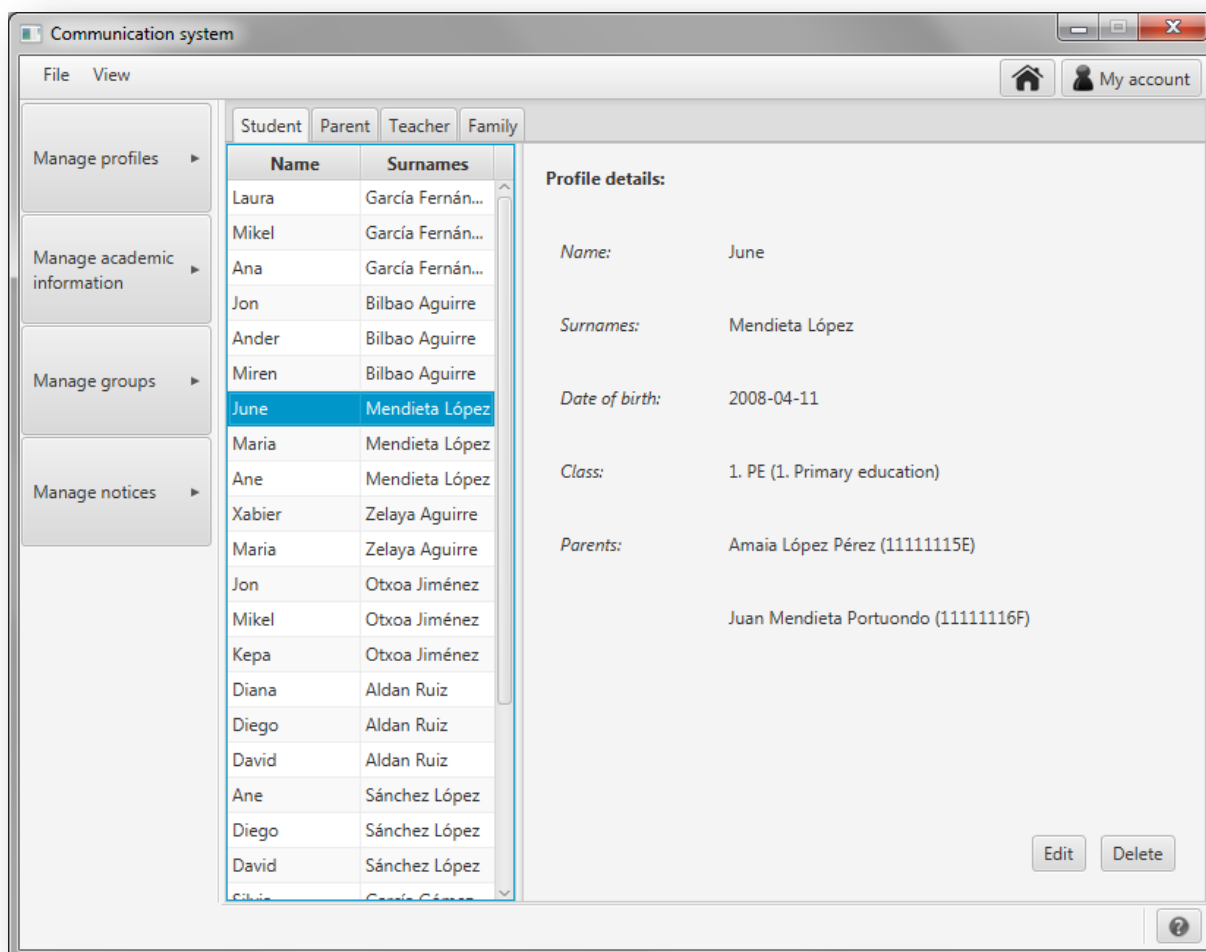 Communication system
File View
My account
Manage profiles
Manage academic
information
Manage groups
Manage notices
Student Parent Teacher Family
Name Surnames
Laura García Fernán...
Mikel García Fernán...
Ana García Fernán...
Jon Bilbao Aguirre
Ander Bilbao Aguirre
Miren Bilbao Aguirre
June Mendieta López
Maria Mendieta López
Ane Mendieta López
Xabier Zelaya Aguirre
Maria Zelaya Aguirre
Jon Otxoa Jiménez
Mikel Otxoa Jiménez
Kepa Otxoa Jiménez
Diana Aldan Ruiz
Diego Aldan Ruiz
David Aldan Ruiz
Ane Sánchez López
Diego Sánchez López
David Sánchez López
Profile details:
Name: June
Surnames: Mendieta López
Date of birth: 2008-04-11
Class: 1. PE (1. Primary education)
Parents: Amaia López Pérez (11111115E)
Juan Mendieta Portuondo (11111116F)
Edit Delete